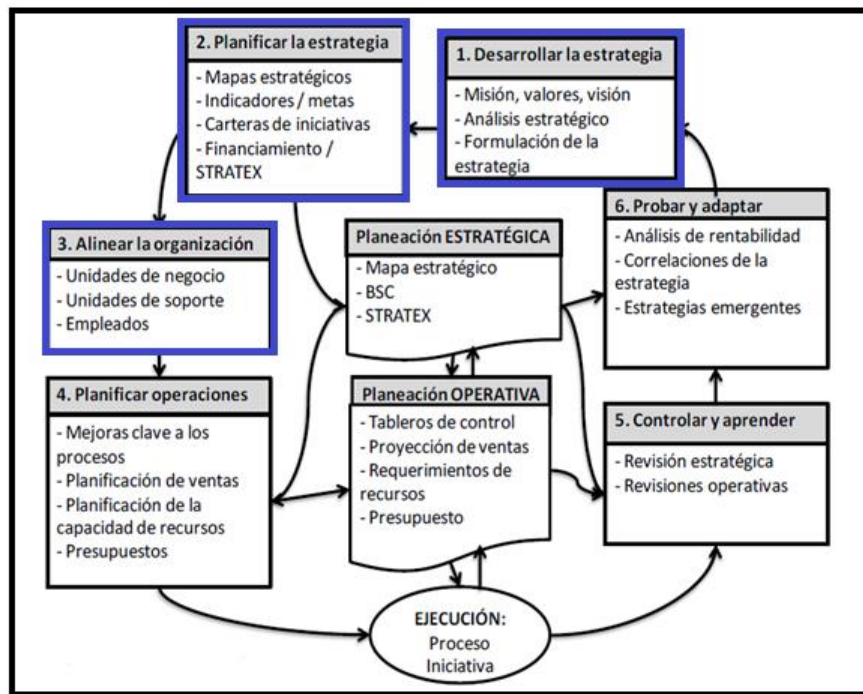 2. Planificar la estrategia
- Mapas estratégicos
- Indicadores / metas
- Carteras de iniciativas
- Financiamiento /
STRATEX
1. Desarrollar la estrategia
- Misión, valores, visión
- Análisis estratégico
- Formulación de la
estrategia
3. Alinear la organización
- Unidades de negocio
- Unidades de soporte
- Empleados
Planeación ESTRATÉGICA
- Mapa estratégico
- BSC
- STRATEX
6. Probar y adaptar
- Análisis de rentabilidad
- Correlaciones de la
estrategia
- Estrategias emergentes
4. Planificar operaciones
- Mejoras clave a los
procesos
- Planificación de ventas
- Planificación de la
capacidad de recursos
- Presupuestos
Planeación OPERATIVA
- Tableros de control
- Proyección de ventas
- Requerimientos de
recursos
- Presupuesto
5. Controlar y aprender
- Revisión estratégica
- Revisiones operativas
EJECUCIÓN:
Proceso
Iniciativa